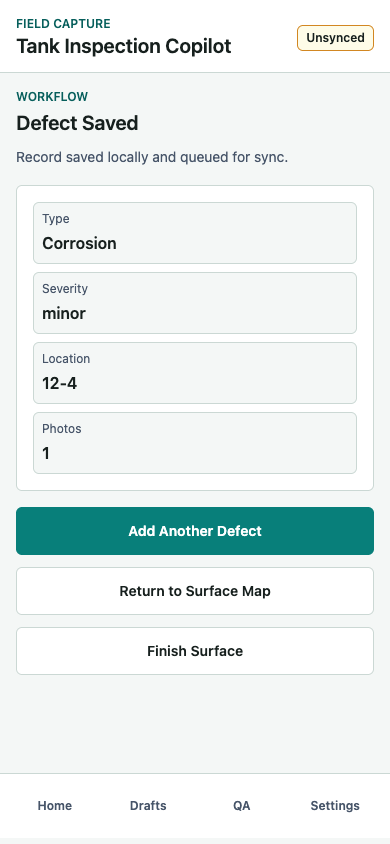 FIELD CAPTURE
Tank Inspection Copilot
Unsynced
WORKFLOW
Defect Saved
Record saved locally and queued for sync.
Type
Corrosion
Severity
minor
Location
12-4
Photos
1
Add Another Defect
Return to Surface Map
Finish Surface
Home
Drafts
QA
Settings